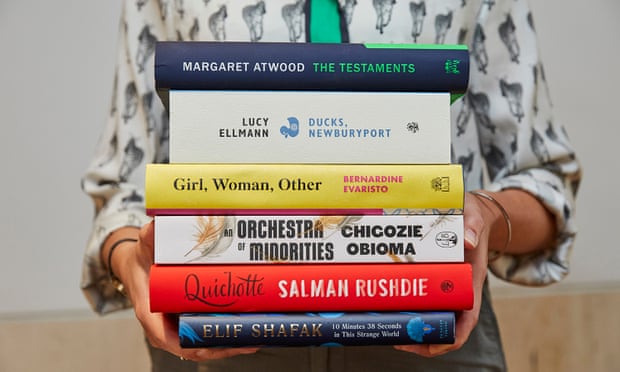 MARGARET ATWOOD THE TESTAMENTS
LUCY ELLMANN
DUCKS, NEWBURYPORT
Girl, Woman, Other
BERNARDINE EVARISTO
AN ORCHESTRA OF MINORITIES
CHIGOZIE OBIOMA
Quichotte SALMAN RUSHDIE
ELIF SHAFAK
10 Minutes 38 Seconds
in This Strange World